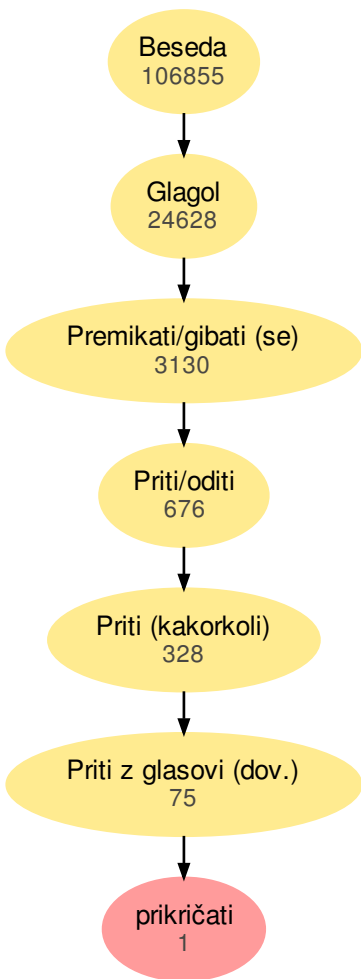 Beseda
106855
Glagol
24628
Premikati/gibati (se)
3130
Priti/oditi
676
Priti (kakorkoli)
328
Priti z glasovi (dov.)
75
prikričati
1